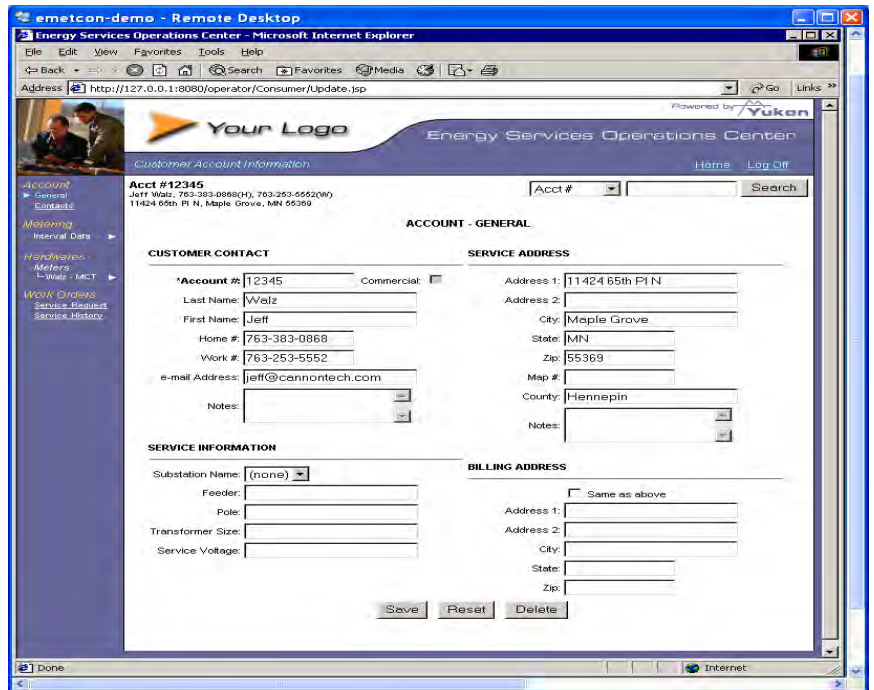 emetcon-demo - Remote Desktop
Energy Services Operations Center - Microsoft Internet Explorer
File Edit View Favorites Tools Help
Back Search Favorites Media
Address http://127.0.0.1:8080/operator/Consumer/Update.jsp Go Links »
Powered by Yukon
Your Logo
Energy Services Operations Center
Customer Account Information Home Log Off
Account
General
Contacts
Metering
Interval Data
Hardwares
Meters
Walz - MCT
Work Orders
Service Request
Service History
Acct #12345
Jeff Walz, 763-383-0868(H), 763-253-5552(W)
11424 65th Pl N, Maple Grove, MN 55369
Acct # Search
ACCOUNT - GENERAL
CUSTOMER CONTACT
*Account #: 12345 Commercial:
Last Name: Walz
First Name: Jeff
Home #: 763-383-0868
Work #: 763-253-5552
e-mail Address: jeff@cannontech.com
Notes:
SERVICE INFORMATION
Substation Name: (none)
Feeder:
Pole:
Transformer Size:
Service Voltage:
SERVICE ADDRESS
Address 1: 11424 65th Pl N
Address 2:
City: Maple Grove
State: MN
Zip: 55369
Map #:
County: Hennepin
Notes:
BILLING ADDRESS
Same as above
Address 1:
Address 2:
City:
State:
Zip:
Save Reset Delete
Done Internet